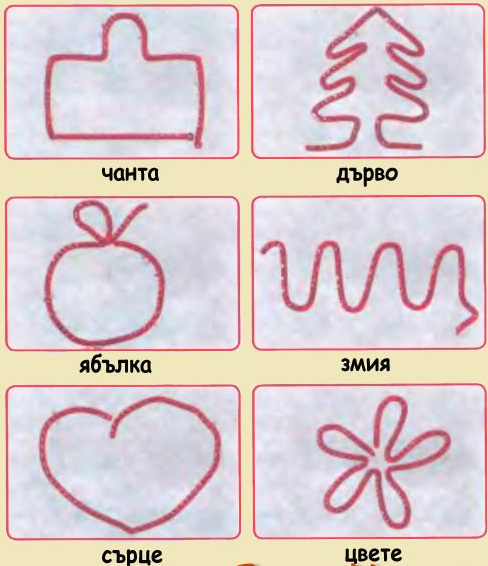 чанта
дърво
ябълка
змия
сърце
цвете